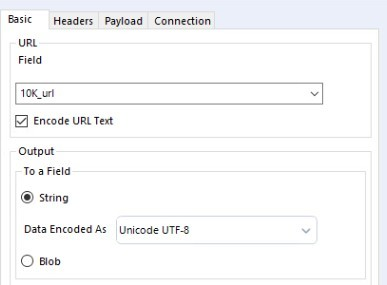 Basic Headers Payload Connection
URL
Field
10K_url
Encode URL Text
Output
To a Field
String
Data Encoded As Unicode UTF-8
Blob